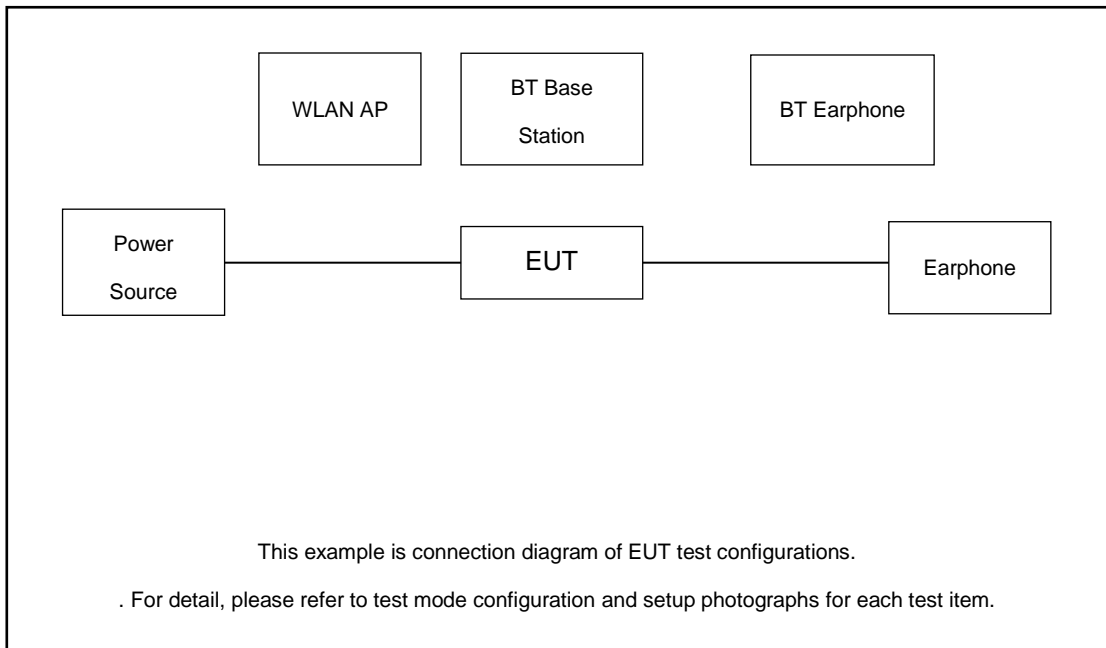 WLAN AP
BT Base
Station
BT Earphone
Power
Source
EUT
Earphone
This example is connection diagram of EUT test configurations.
. For detail, please refer to test mode configuration and setup photographs for each test item.